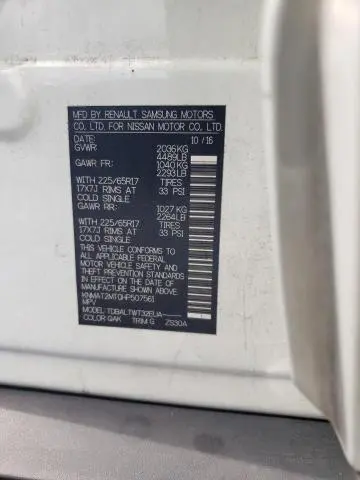 MFD BY RENAULT SAMSUNG MOTORS
CO. LTD. FOR NISSAN MOTOR CO. LTD.
DATE: 10/16
GVWR: 2036KG
4489LB
GAWR FR: 1040KG
2293LB
WITH 225/65R17 TIRES
17X7J RIMS AT 33 PSI
COLD SINGLE
GAWR RR: 1027KG
2264LB
WITH 225/65R17 TIRES
17X7J RIMS AT 33 PSI
COLD SINGLE
THIS VEHICLE CONFORMS TO
ALL APPLICABLE FEDERAL
MOTOR VEHICLE SAFETY
AND THEFT PREVENTION STANDARDS
IN EFFECT ON THE DATE OF
MANUFACTURE SHOWN ABOVE
KNMAT2MT0HP507561
MPV
MODEL: TDBALTWT32EUA-----
COLOR: QAK TRIM: G ZS30A